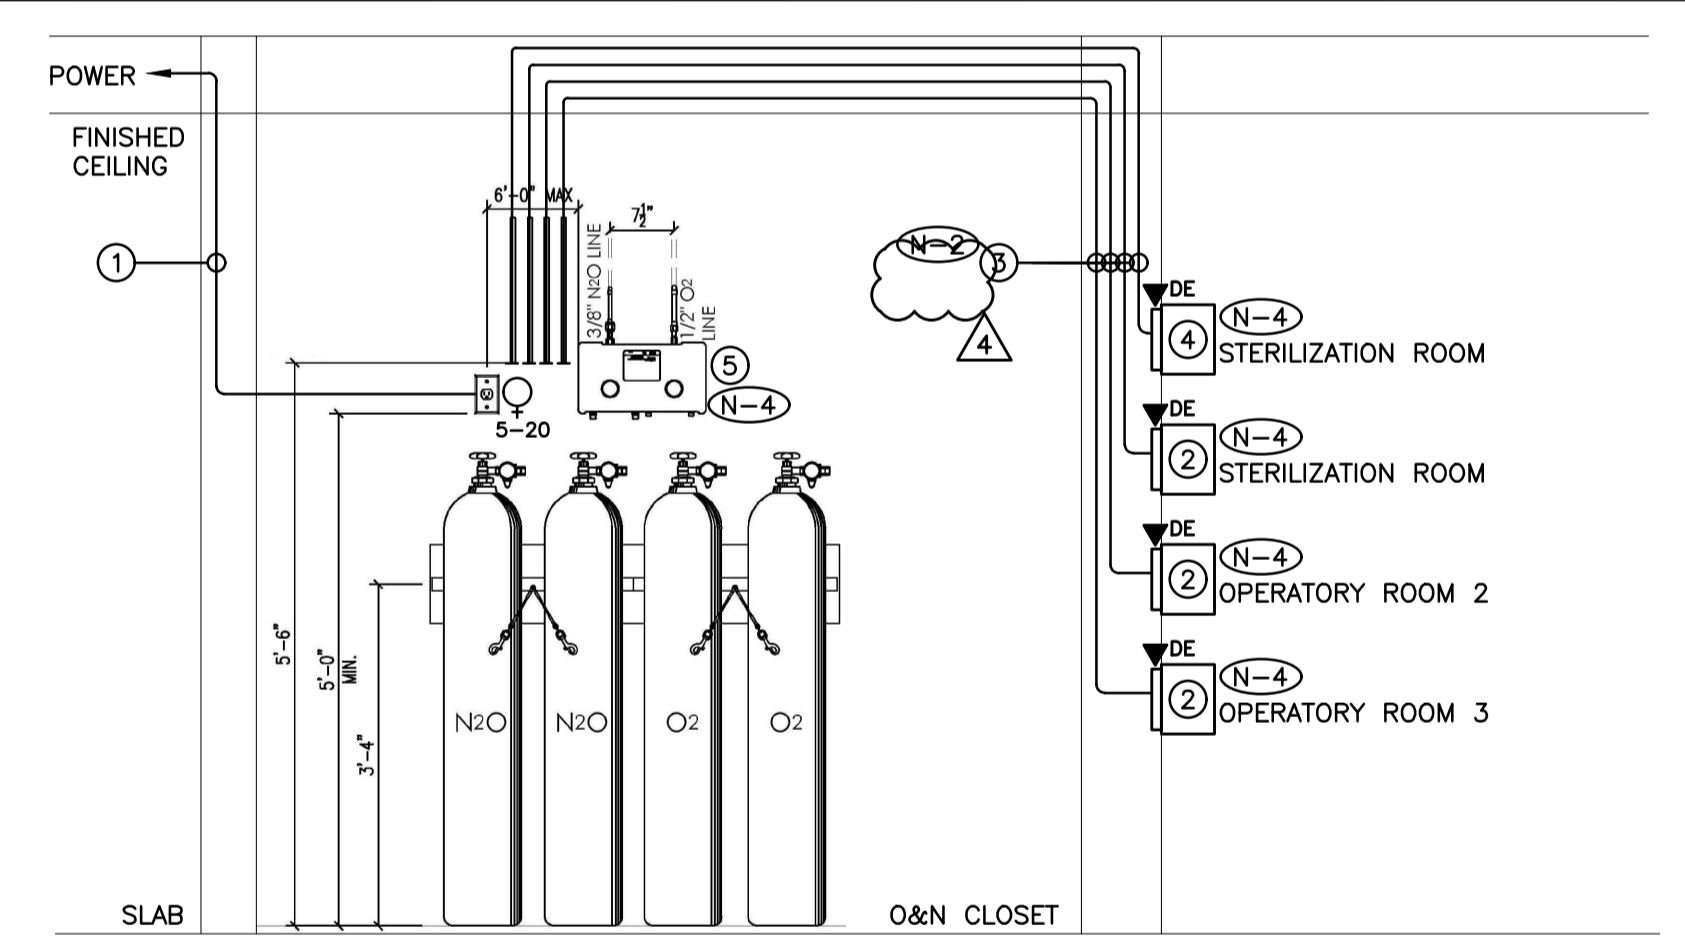 POWER
FINISHED
CEILING
6'-0" MAX
7½"
3/8" N2O LINE
1/2" O2
LINE
1
N-2
3
4
5
N-4
5-20
DE
N-4
4
STERILIZATION ROOM
DE
N-4
2
STERILIZATION ROOM
DE
N-4
2
OPERATORY ROOM 2
DE
N-4
2
OPERATORY ROOM 3
5'-6"
5'-0"
MIN.
3'-4"
N2O
N2O
O2
O2
SLAB
O&N CLOSET